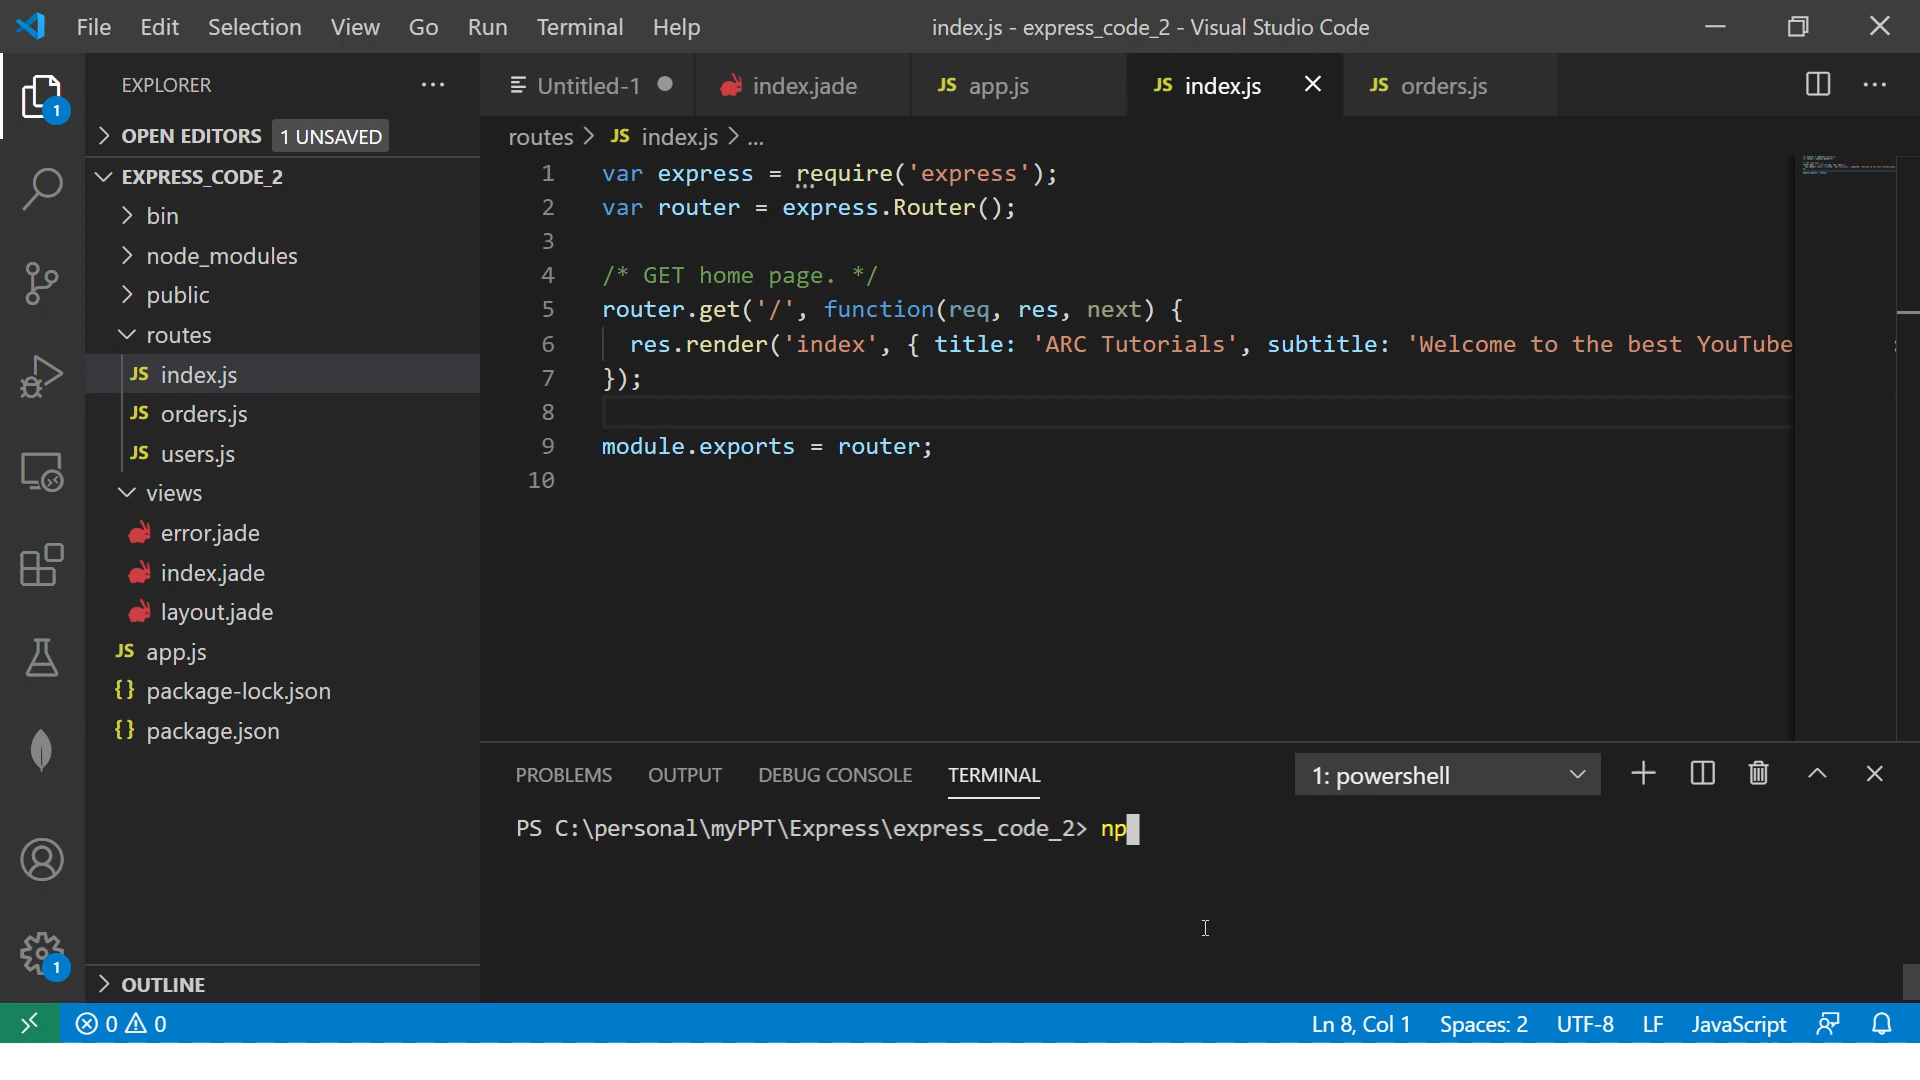 File Edit Selection View Go Run Terminal Help
index.js - express_code_2 - Visual Studio Code
EXPLORER
1
OPEN EDITORS 1 UNSAVED
EXPRESS_CODE_2
bin
node_modules
public
routes
JS index.js
JS orders.js
JS users.js
views
error.jade
index.jade
layout.jade
JS app.js
{} package-lock.json
{} package.json
OUTLINE
1
Untitled-1
index.jade
JS app.js
JS index.js
JS orders.js
routes > JS index.js > ...
1 var express = require('express');
2 var router = express.Router();
3
4 /* GET home page. */
5 router.get('/', function(req, res, next) {
6 res.render('index', { title: 'ARC Tutorials', subtitle: 'Welcome to the best YouTube
7 });
8
9 module.exports = router;
10
PROBLEMS OUTPUT DEBUG CONSOLE TERMINAL
1: powershell
PS C:\personal\myPPT\Express\express_code_2> np
0 0
Ln 8, Col 1 Spaces: 2 UTF-8 LF JavaScript